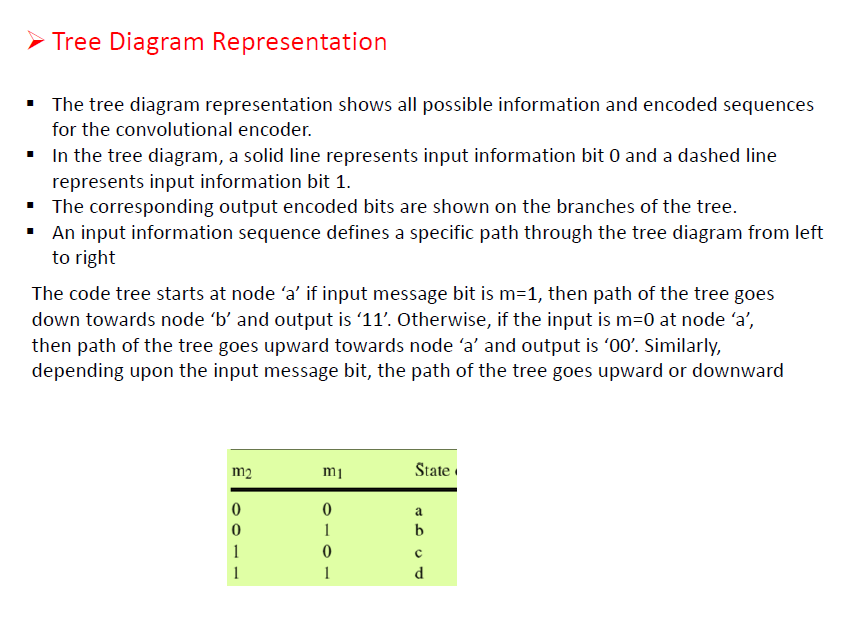 Tree Diagram Representation
The tree diagram representation shows all possible information and encoded sequences
for the convolutional encoder.
In the tree diagram, a solid line represents input information bit 0 and a dashed line
represents input information bit 1.
The corresponding output encoded bits are shown on the branches of the tree.
An input information sequence defines a specific path through the tree diagram from left
to right
The code tree starts at node ‘a’ if input message bit is m=1, then path of the tree goes
down towards node ‘b’ and output is ‘11’. Otherwise, if the input is m=0 at node ‘a’,
then path of the tree goes upward towards node ‘a’ and output is ‘00’. Similarly,
depending upon the input message bit, the path of the tree goes upward or downward
m2 m1 State
0 0 a
0 1 b
1 0 c
1 1 d